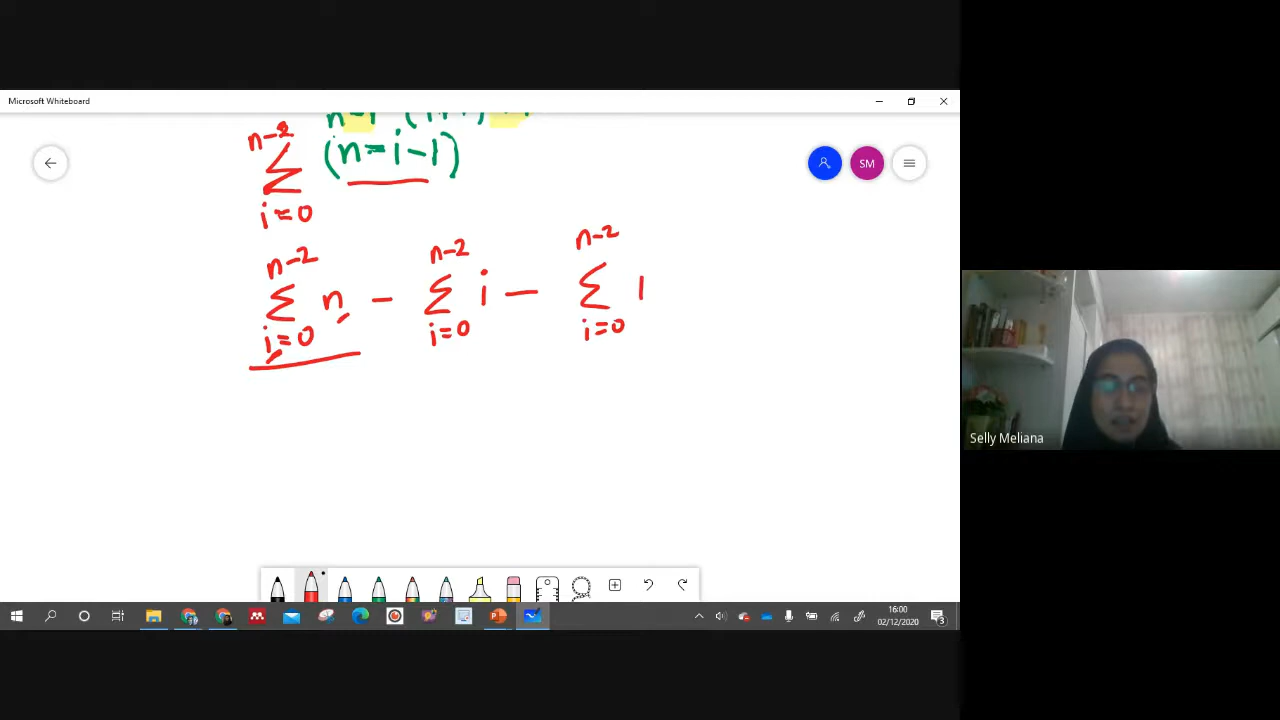 Microsoft Whiteboard
SM
n-2
Σ (n=i-1)
i=0
n-2 n-2 n-2
Σ n - Σ i - Σ 1
i=0 i=0 i=0
Selly Meliana
16:00
02/12/2020
3